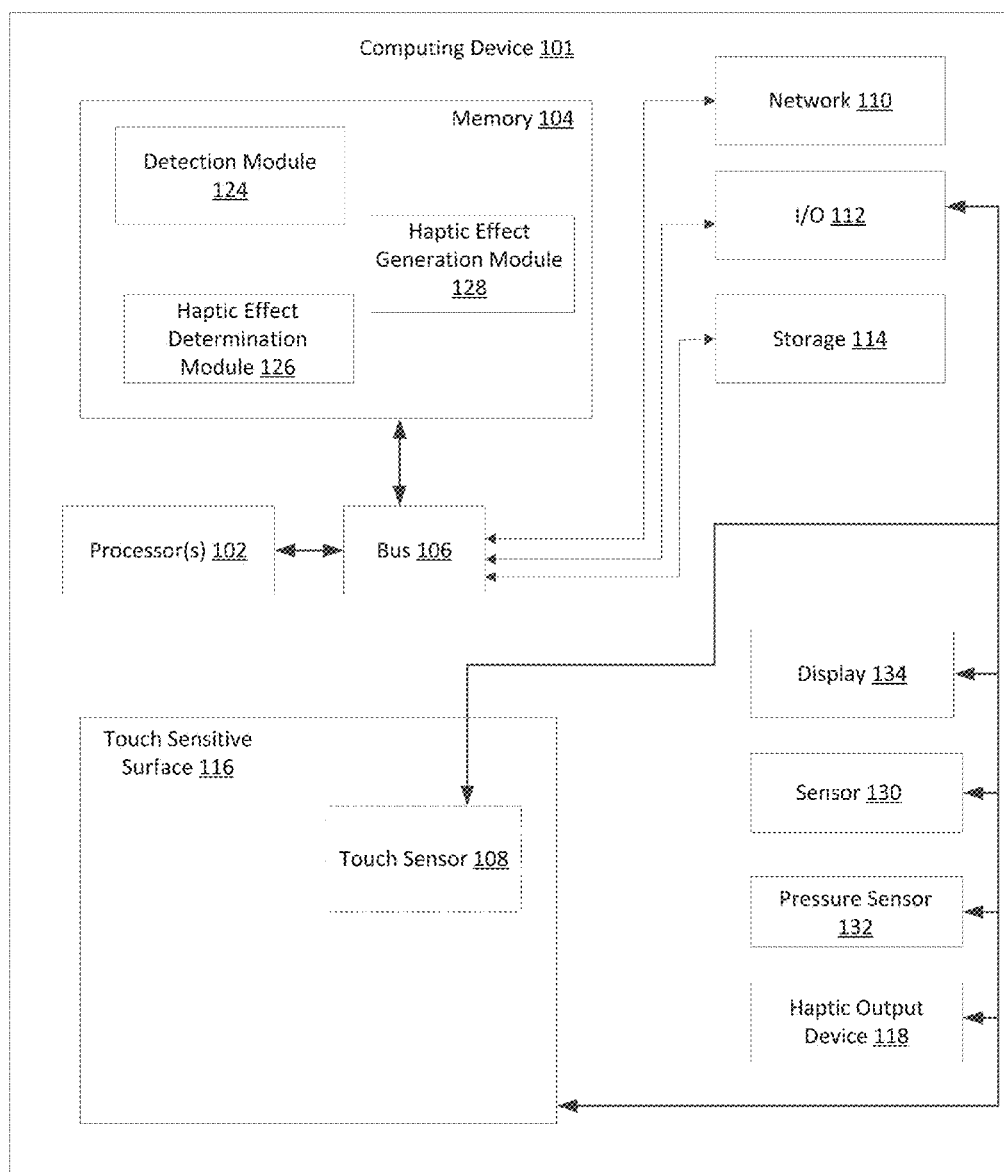 Computing Device 101
Memory 104
Detection Module
124
Haptic Effect
Generation Module
128
Haptic Effect
Determination
Module 126
Network 110
I/O 112
Storage 114
Processor(s) 102
Bus 106
Display 134
Touch Sensitive
Surface 116
Sensor 130
Touch Sensor 108
Pressure Sensor
132
Haptic Output
Device 118